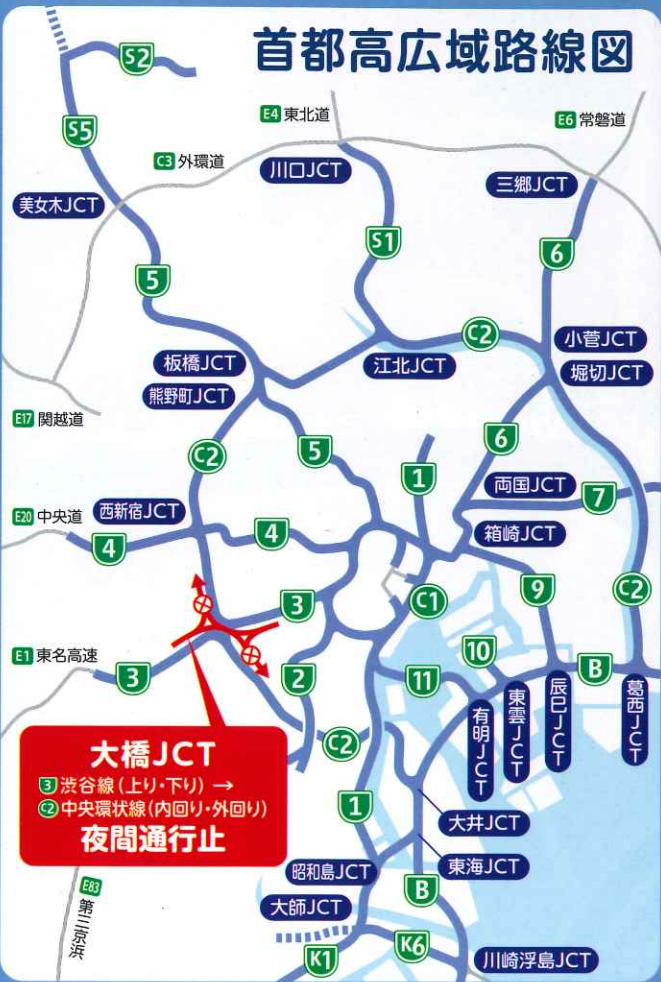 首都高広域路線図
S2
E4 東北道
E6 常磐道
S5
C3 外環道
川口JCT
三郷JCT
美女木JCT
S1
6
5
C2
小菅JCT
板橋JCT
江北JCT
堀切JCT
熊野町JCT
E17 関越道
6
C2
5
1
両国JCT
7
西新宿JCT
E20 中央道
箱崎JCT
4
4
9
C2
3
C1
E1 東名高速
3
2
11
10
B
有明JCT
東雲JCT
辰巳JCT
葛西JCT
C2
大橋JCT
3 渋谷線(上り・下り) →
C2 中央環状線(内回り・外回り)
夜間通行止
1
大井JCT
東海JCT
昭和島JCT
E83 第三京浜
大師JCT
B
K1
K6
川崎浮島JCT